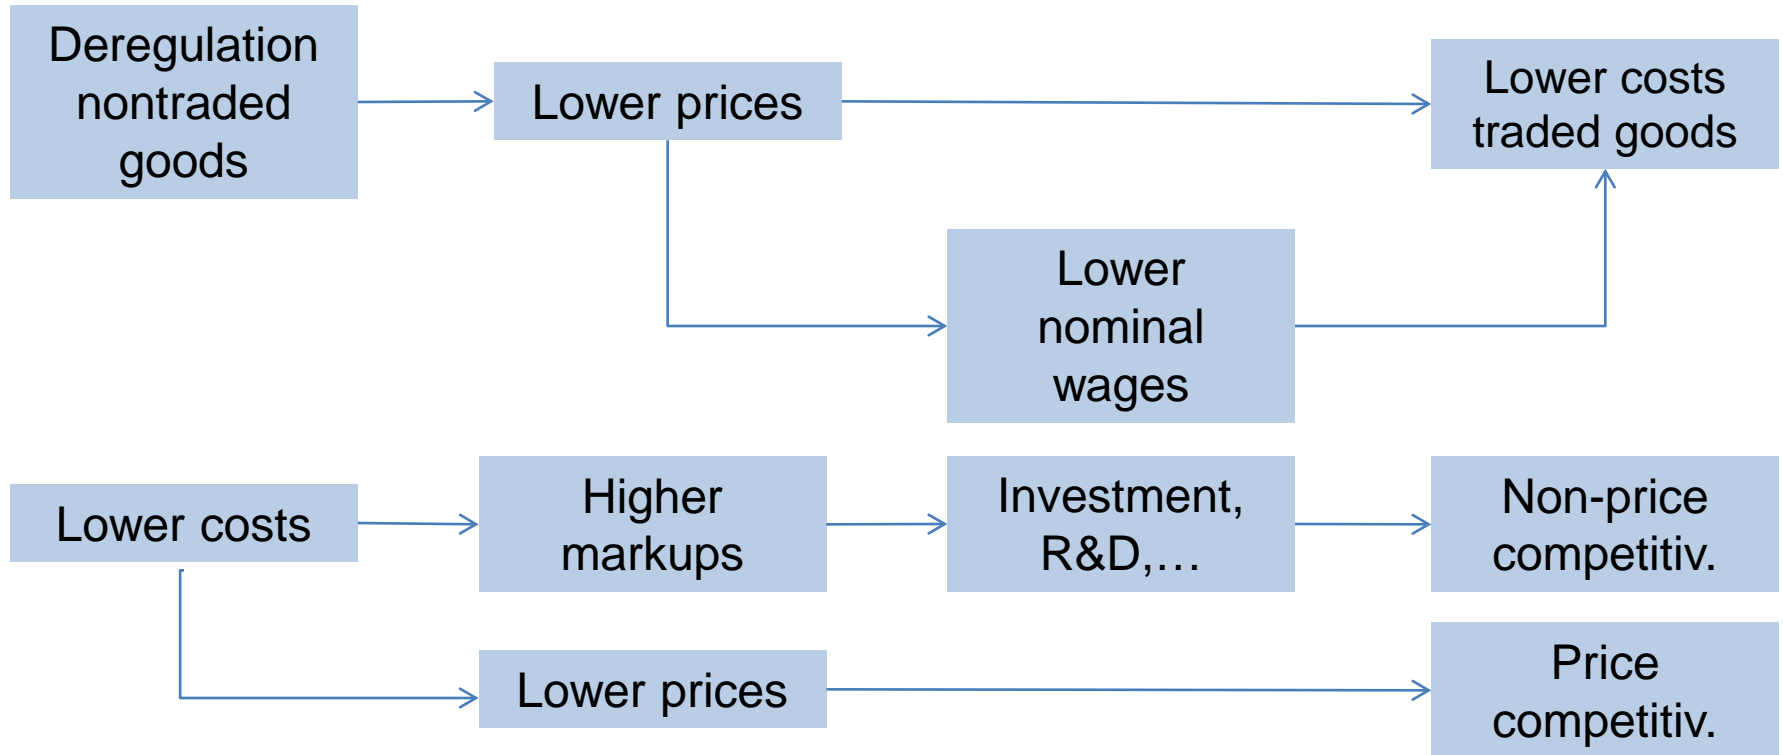 Deregulation
nontraded
goods
Lower prices
Lower costs
traded goods
Lower
nominal
wages
Lower costs
Higher
markups
Investment,
R&D,…
Non-price
competitiv.
Lower prices
Price
competitiv.